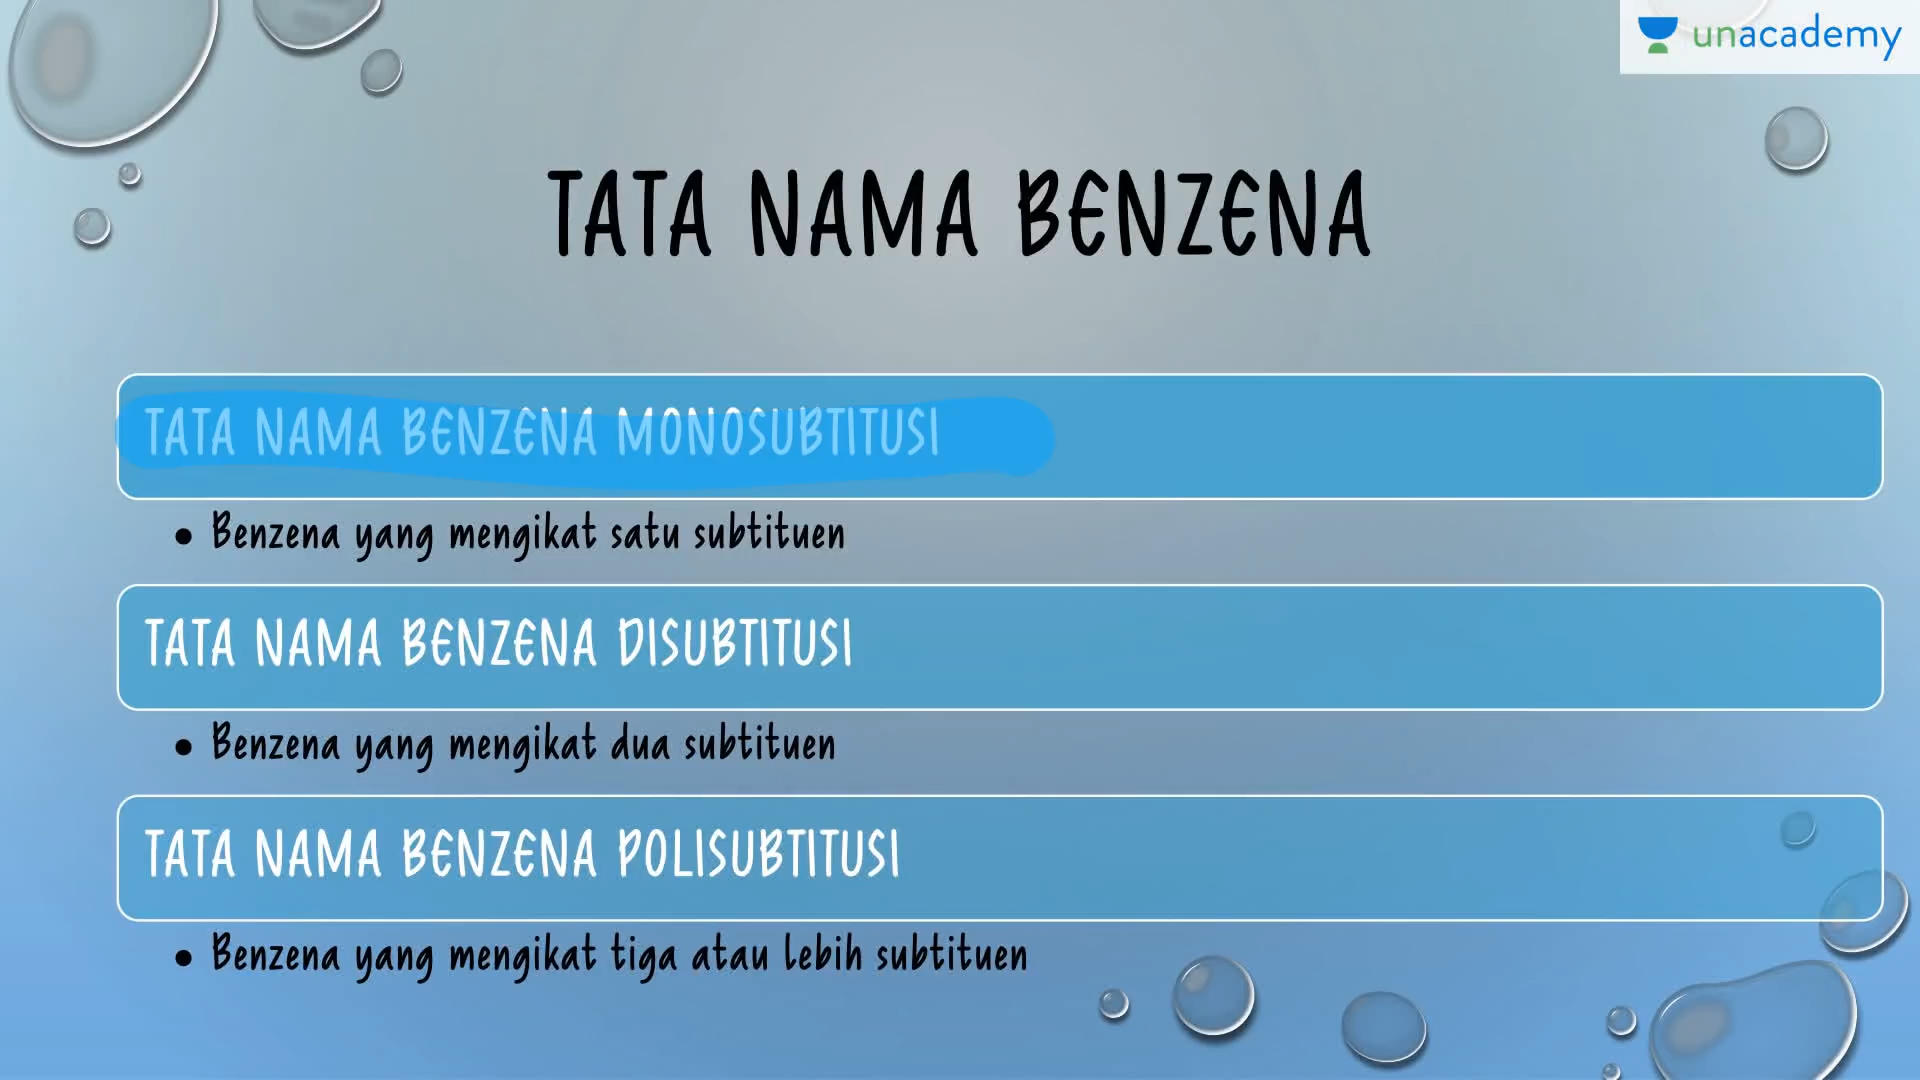 unacademy
TATA NAMA BENZENA
TATA NAMA BENZENA MONOSUBTITUSI
• Benzena yang mengikat satu subtituen
TATA NAMA BENZENA DISUBTITUSI
• Benzena yang mengikat dua subtituen
TATA NAMA BENZENA POLISUBTITUSI
• Benzena yang mengikat tiga atau lebih subtituen